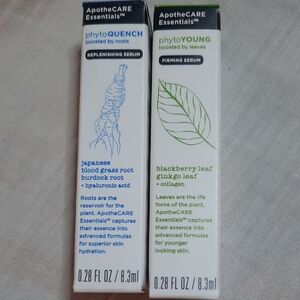 ApotheCARE
Essentials™
phytoQUENCH
boosted by roots
REPLENISHING SERUM
japanese
blood grass root
burdock root
+ hyaluronic acid
Roots are the
reservoir for the
plant. ApotheCARE
Essentials™ captures
their essence into
advanced formulas
for superior skin
hydration.
0.28 FL OZ / 8.3ml
ApotheCARE
Essentials™
phytoYOUNG
boosted by leaves
FIRMING SERUM
blackberry leaf
ginkgo leaf
+ collagen
Leaves are the life
force of the plant.
ApotheCARE
Essentials™ captures
their essence into
advanced formulas
for younger
looking skin.
0.28 FL OZ / 8.3ml